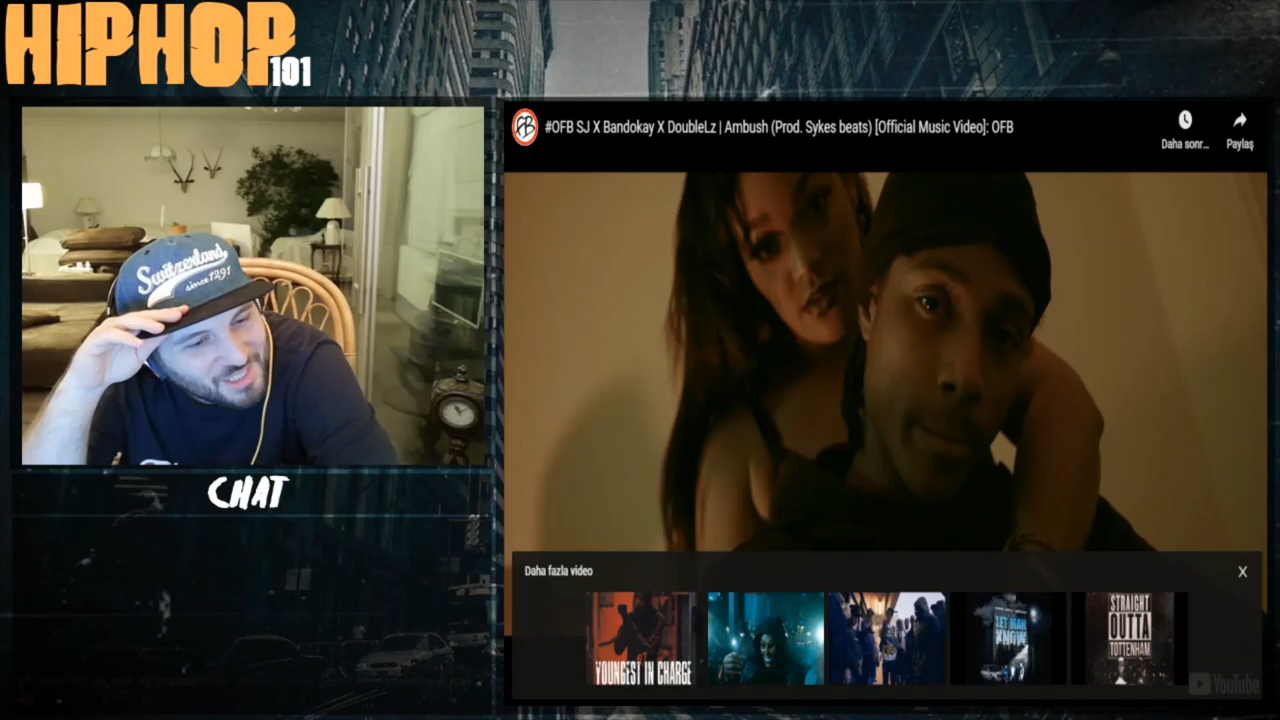 HIPHOP
101
Switzerland
since 1291
CHAT
#OFB SJ X Bandokay X DoubleLz | Ambush (Prod. Sykes beats) [Official Music Video]: OFB
Daha sonr...
Paylaş
Daha fazla video
X
YOUNGEST IN CHARGE
LET MAN
KNOW
STRAIGHT
OUTTA
TOTTENHAM
YouTube